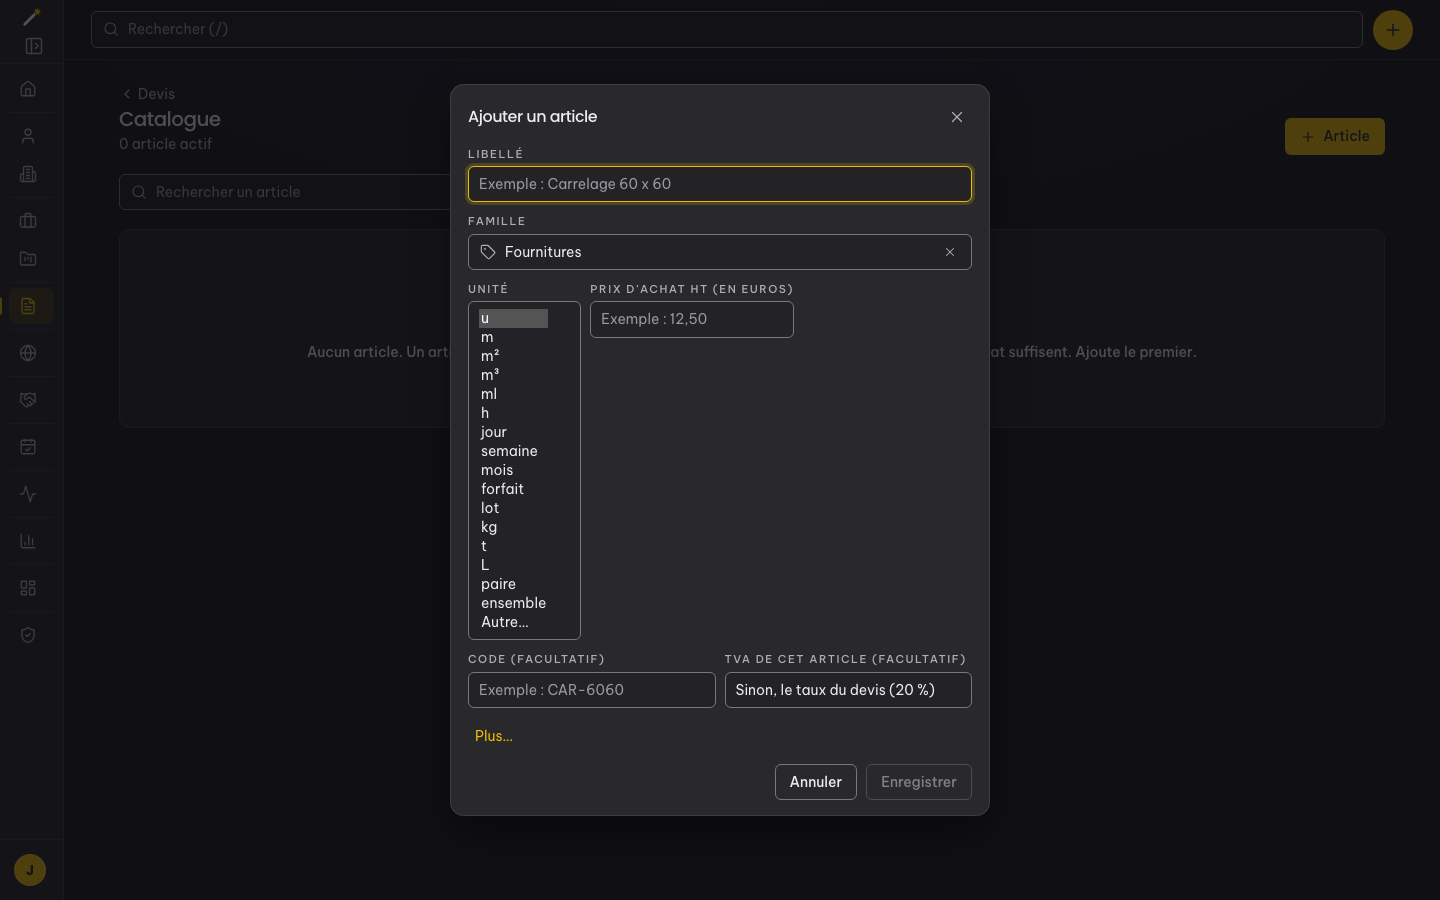 Rechercher (/)
Devis
Catalogue
0 article actif
Article
Rechercher un article
Aucun article. Un
at suffisent. Ajoute le premier.
Ajouter un article
LIBELLÉ
Exemple : Carrelage 60 x 60
FAMILLE
Fournitures
UNITÉ
PRIX D'ACHAT HT (EN EUROS)
u
Exemple : 12,50
m
m²
m³
ml
h
jour
semaine
mois
forfait
lot
kg
t
L
paire
ensemble
Autre...
CODE (FACULTATIF)
TVA DE CET ARTICLE (FACULTATIF)
Exemple : CAR-6060
Sinon, le taux du devis (20 %)
Plus...
Annuler
Enregistrer
J